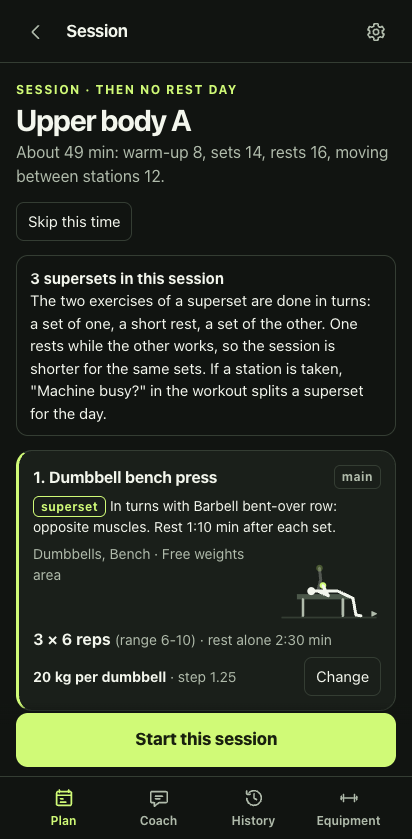 Session
SESSION · THEN NO REST DAY
Upper body A
About 49 min: warm-up 8, sets 14, rests 16, moving
between stations 12.
Skip this time
3 supersets in this session
The two exercises of a superset are done in turns:
a set of one, a short rest, a set of the other. One
rests while the other works, so the session is
shorter for the same sets. If a station is taken,
"Machine busy?" in the workout splits a superset
for the day.
1. Dumbbell bench press
main
superset In turns with Barbell bent-over row:
opposite muscles. Rest 1:10 min after each set.
Dumbbells, Bench · Free weights
area
3 × 6 reps (range 6-10) · rest alone 2:30 min
20 kg per dumbbell · step 1.25
Change
Start this session
Plan
Coach
History
Equipment